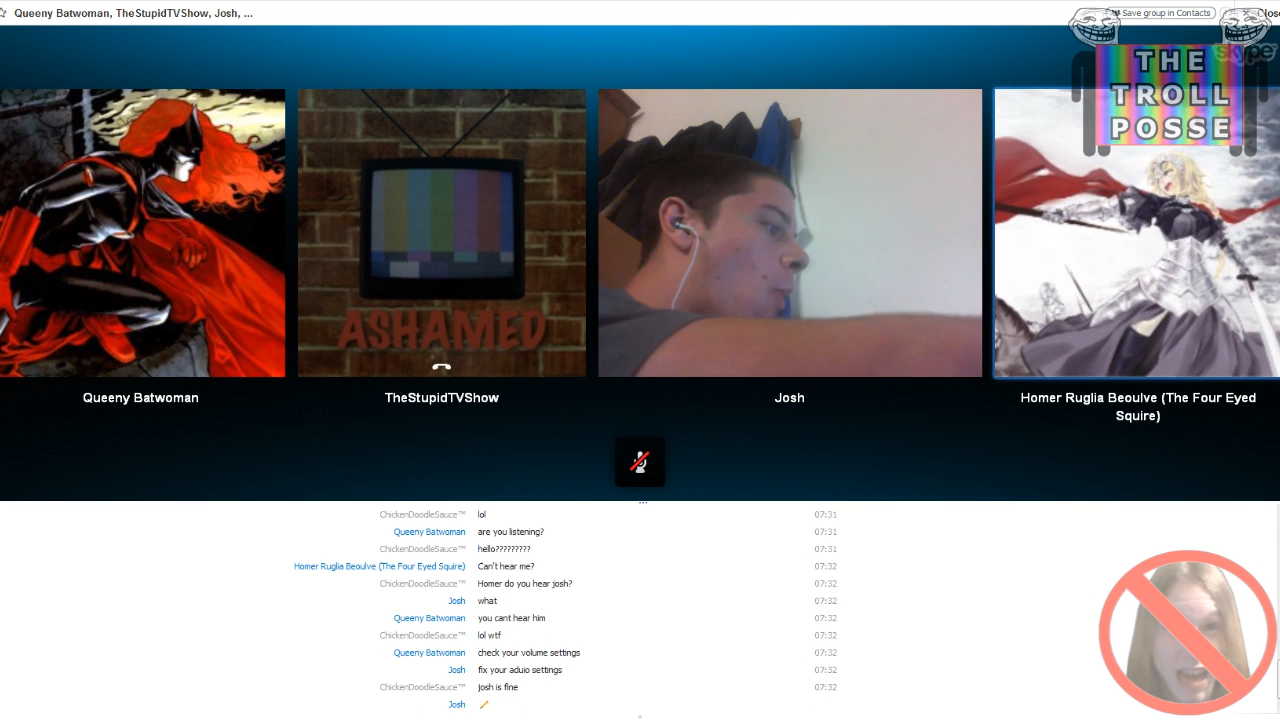 Queeny Batwoman, TheStupidTVShow, Josh, ...
Save group in Contacts
Close
skype
THE
TROLL
POSSE
ASHAMED
Queeny Batwoman
TheStupidTVShow
Josh
Homer Ruglia Beoulve (The Four Eyed
Squire)
ChickenDoodleSauce™ lol 07:31
Queeny Batwoman are you listening? 07:31
ChickenDoodleSauce™ hello????????? 07:31
Homer Ruglia Beoulve (The Four Eyed Squire) Can't hear me? 07:32
ChickenDoodleSauce™ Homer do you hear josh? 07:32
Josh what 07:32
Queeny Batwoman you cant hear him 07:32
ChickenDoodleSauce™ lol wtf 07:32
Queeny Batwoman check your volume settings 07:32
Josh fix your aduio settings 07:32
ChickenDoodleSauce™ josh is fine 07:32
Josh